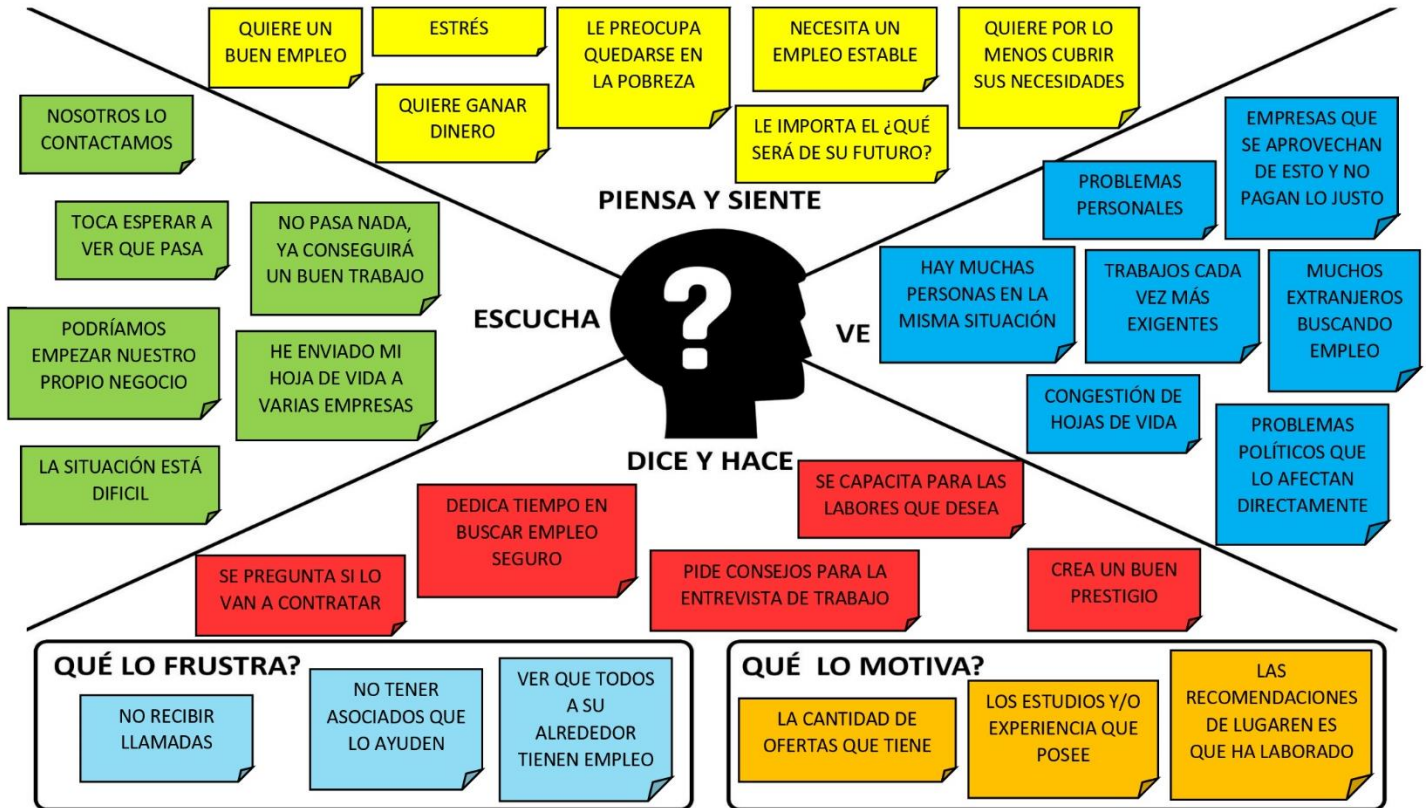 QUIERE UN
BUEN EMPLEO
ESTRÉS
QUIERE GANAR
DINERO
LE PREOCUPA
QUEDARSE EN
LA POBREZA
NECESITA UN
EMPLEO ESTABLE
LE IMPORTA EL ¿QUÉ
SERÁ DE SU FUTURO?
QUIERE POR LO
MENOS CUBRIR
SUS NECESIDADES
PIENSA Y SIENTE
NOSOTROS LO
CONTACTAMOS
TOCA ESPERAR A
VER QUE PASA
NO PASA NADA,
YA CONSEGUIRÁ
UN BUEN TRABAJO
PODRÍAMOS
EMPEZAR NUESTRO
PROPIO NEGOCIO
HE ENVIADO MI
HOJA DE VIDA A
VARIAS EMPRESAS
LA SITUACIÓN ESTÁ
DIFICIL
ESCUCHA
?
VE
PROBLEMAS
PERSONALES
EMPRESAS QUE
SE APROVECHAN
DE ESTO Y NO
PAGAN LO JUSTO
HAY MUCHAS
PERSONAS EN LA
MISMA SITUACIÓN
TRABAJOS CADA
VEZ MÁS
EXIGENTES
MUCHOS
EXTRANJEROS
BUSCANDO
EMPLEO
CONGESTIÓN DE
HOJAS DE VIDA
PROBLEMAS
POLÍTICOS QUE
LO AFECTAN
DIRECTAMENTE
DICE Y HACE
SE PREGUNTA SI LO
VAN A CONTRATAR
DEDICA TIEMPO EN
BUSCAR EMPLEO
SEGURO
PIDE CONSEJOS PARA LA
ENTREVISTA DE TRABAJO
SE CAPACITA PARA LAS
LABORES QUE DESEA
CREA UN BUEN
PRESTIGIO
QUÉ LO FRUSTRA?
NO RECIBIR
LLAMADAS
NO TENER
ASOCIADOS QUE
LO AYUDEN
VER QUE TODOS
A SU
ALREDEDOR
TIENEN EMPLEO
QUÉ LO MOTIVA?
LA CANTIDAD DE
OFERTAS QUE TIENE
LOS ESTUDIOS Y/O
EXPERIENCIA QUE
POSEE
LAS
RECOMENDACIONES
DE LUGAREN ES
QUE HA LABORADO